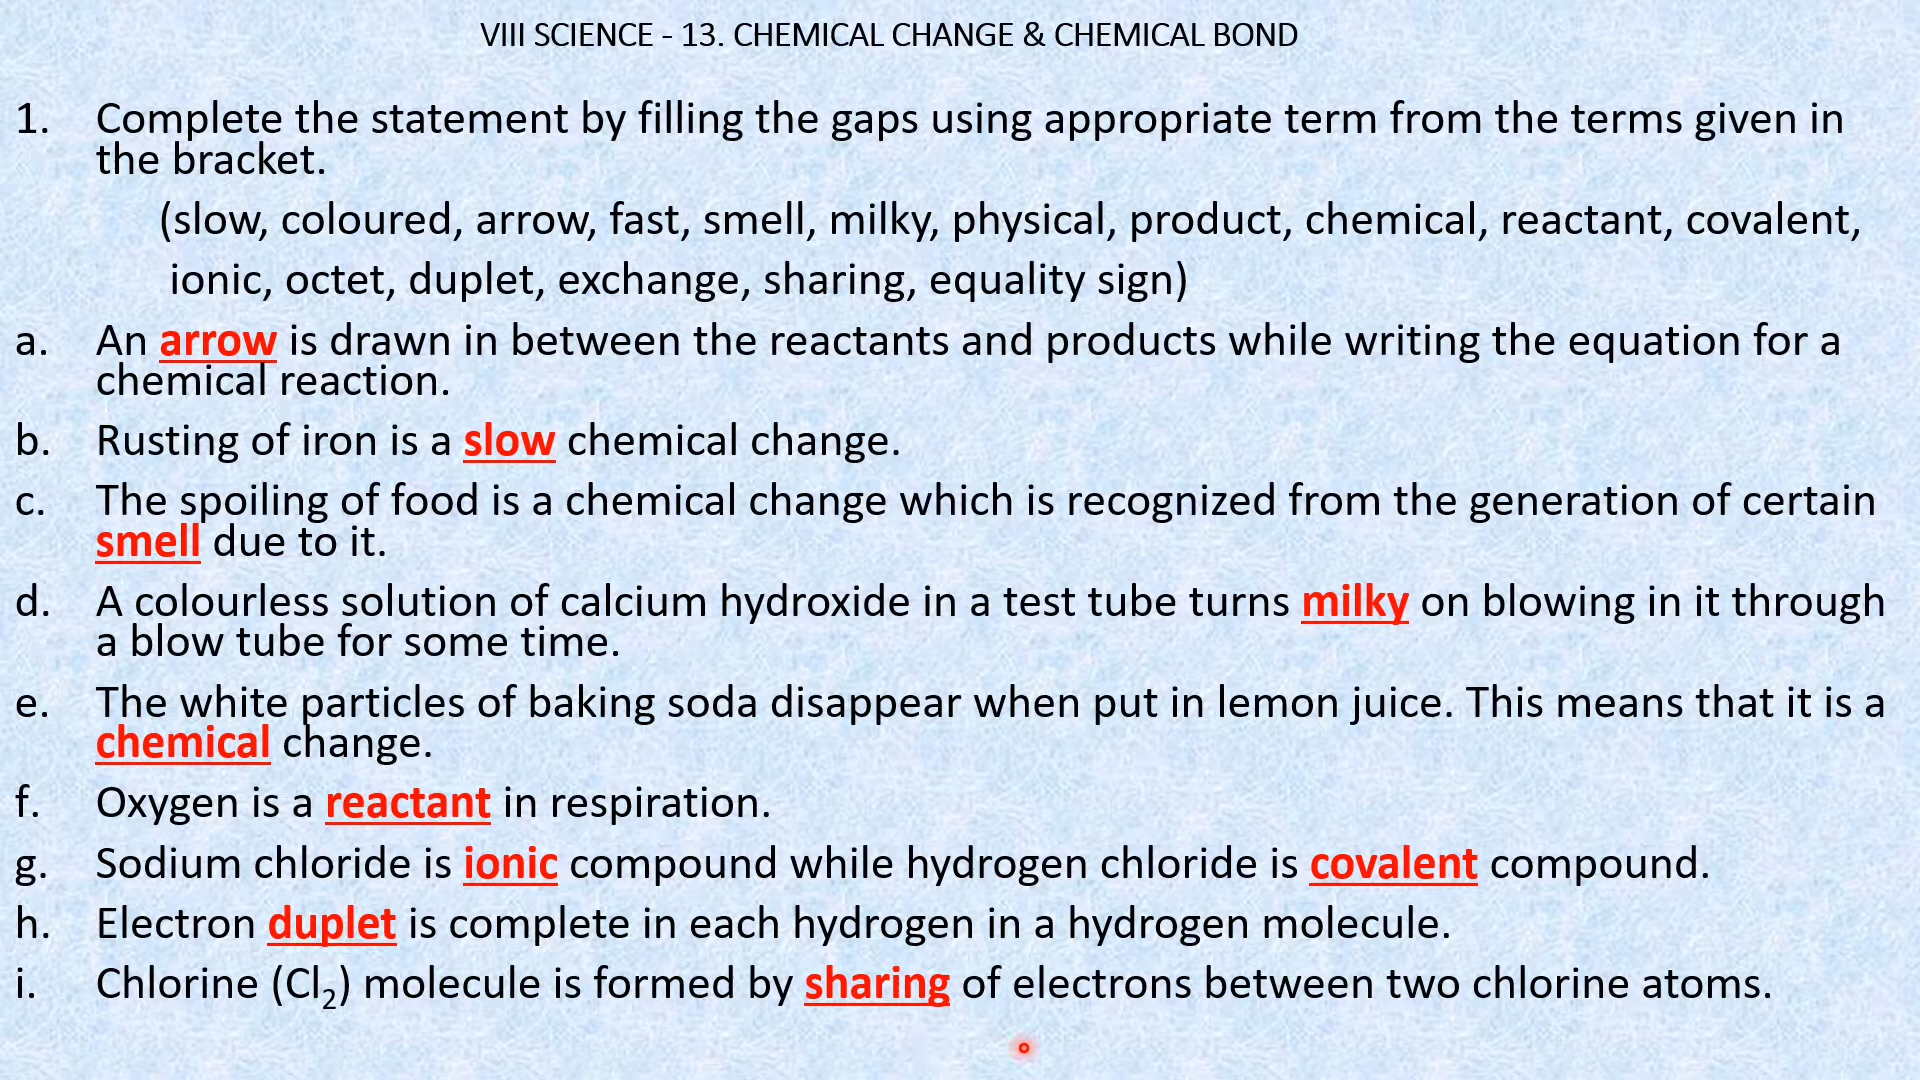 VIII SCIENCE - 13. CHEMICAL CHANGE & CHEMICAL BOND
1. Complete the statement by filling the gaps using appropriate term from the terms given in
the bracket.
(slow, coloured, arrow, fast, smell, milky, physical, product, chemical, reactant, covalent,
ionic, octet, duplet, exchange, sharing, equality sign)
a. An arrow is drawn in between the reactants and products while writing the equation for a
chemical reaction.
b. Rusting of iron is a slow chemical change.
c. The spoiling of food is a chemical change which is recognized from the generation of certain
smell due to it.
d. A colourless solution of calcium hydroxide in a test tube turns milky on blowing in it through
a blow tube for some time.
e. The white particles of baking soda disappear when put in lemon juice. This means that it is a
chemical change.
f. Oxygen is a reactant in respiration.
g. Sodium chloride is ionic compound while hydrogen chloride is covalent compound.
h. Electron duplet is complete in each hydrogen in a hydrogen molecule.
i. Chlorine (Cl₂) molecule is formed by sharing of electrons between two chlorine atoms.